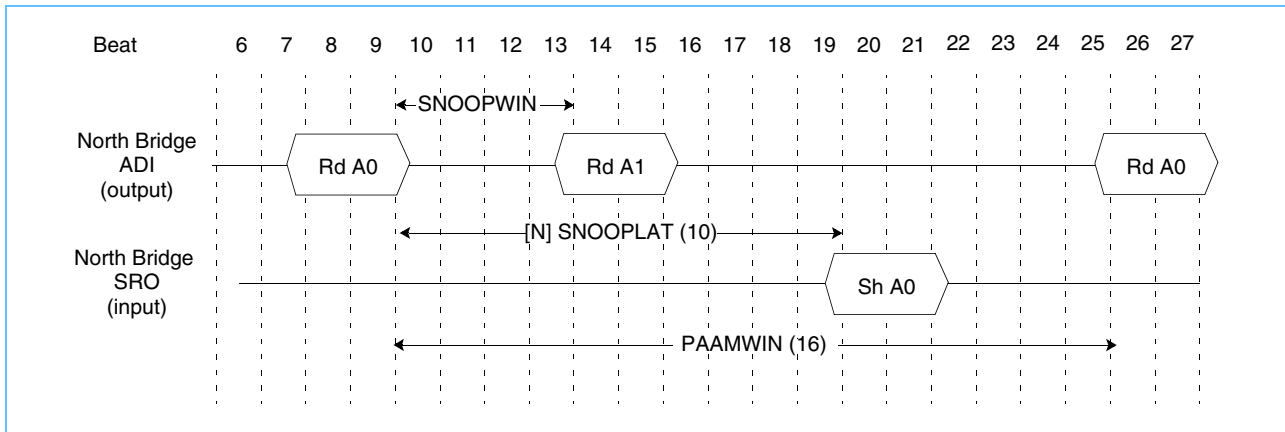 Beat 6 7 8 9 10 11 12 13 14 15 16 17 18 19 20 21 22 23 24 25 26 27
SNOOPWIN
North Bridge
ADI
(output)
Rd A0
Rd A1
Rd A0
[N] SNOOPLAT (10)
North Bridge
SRO
(input)
Sh A0
PAAMWIN (16)